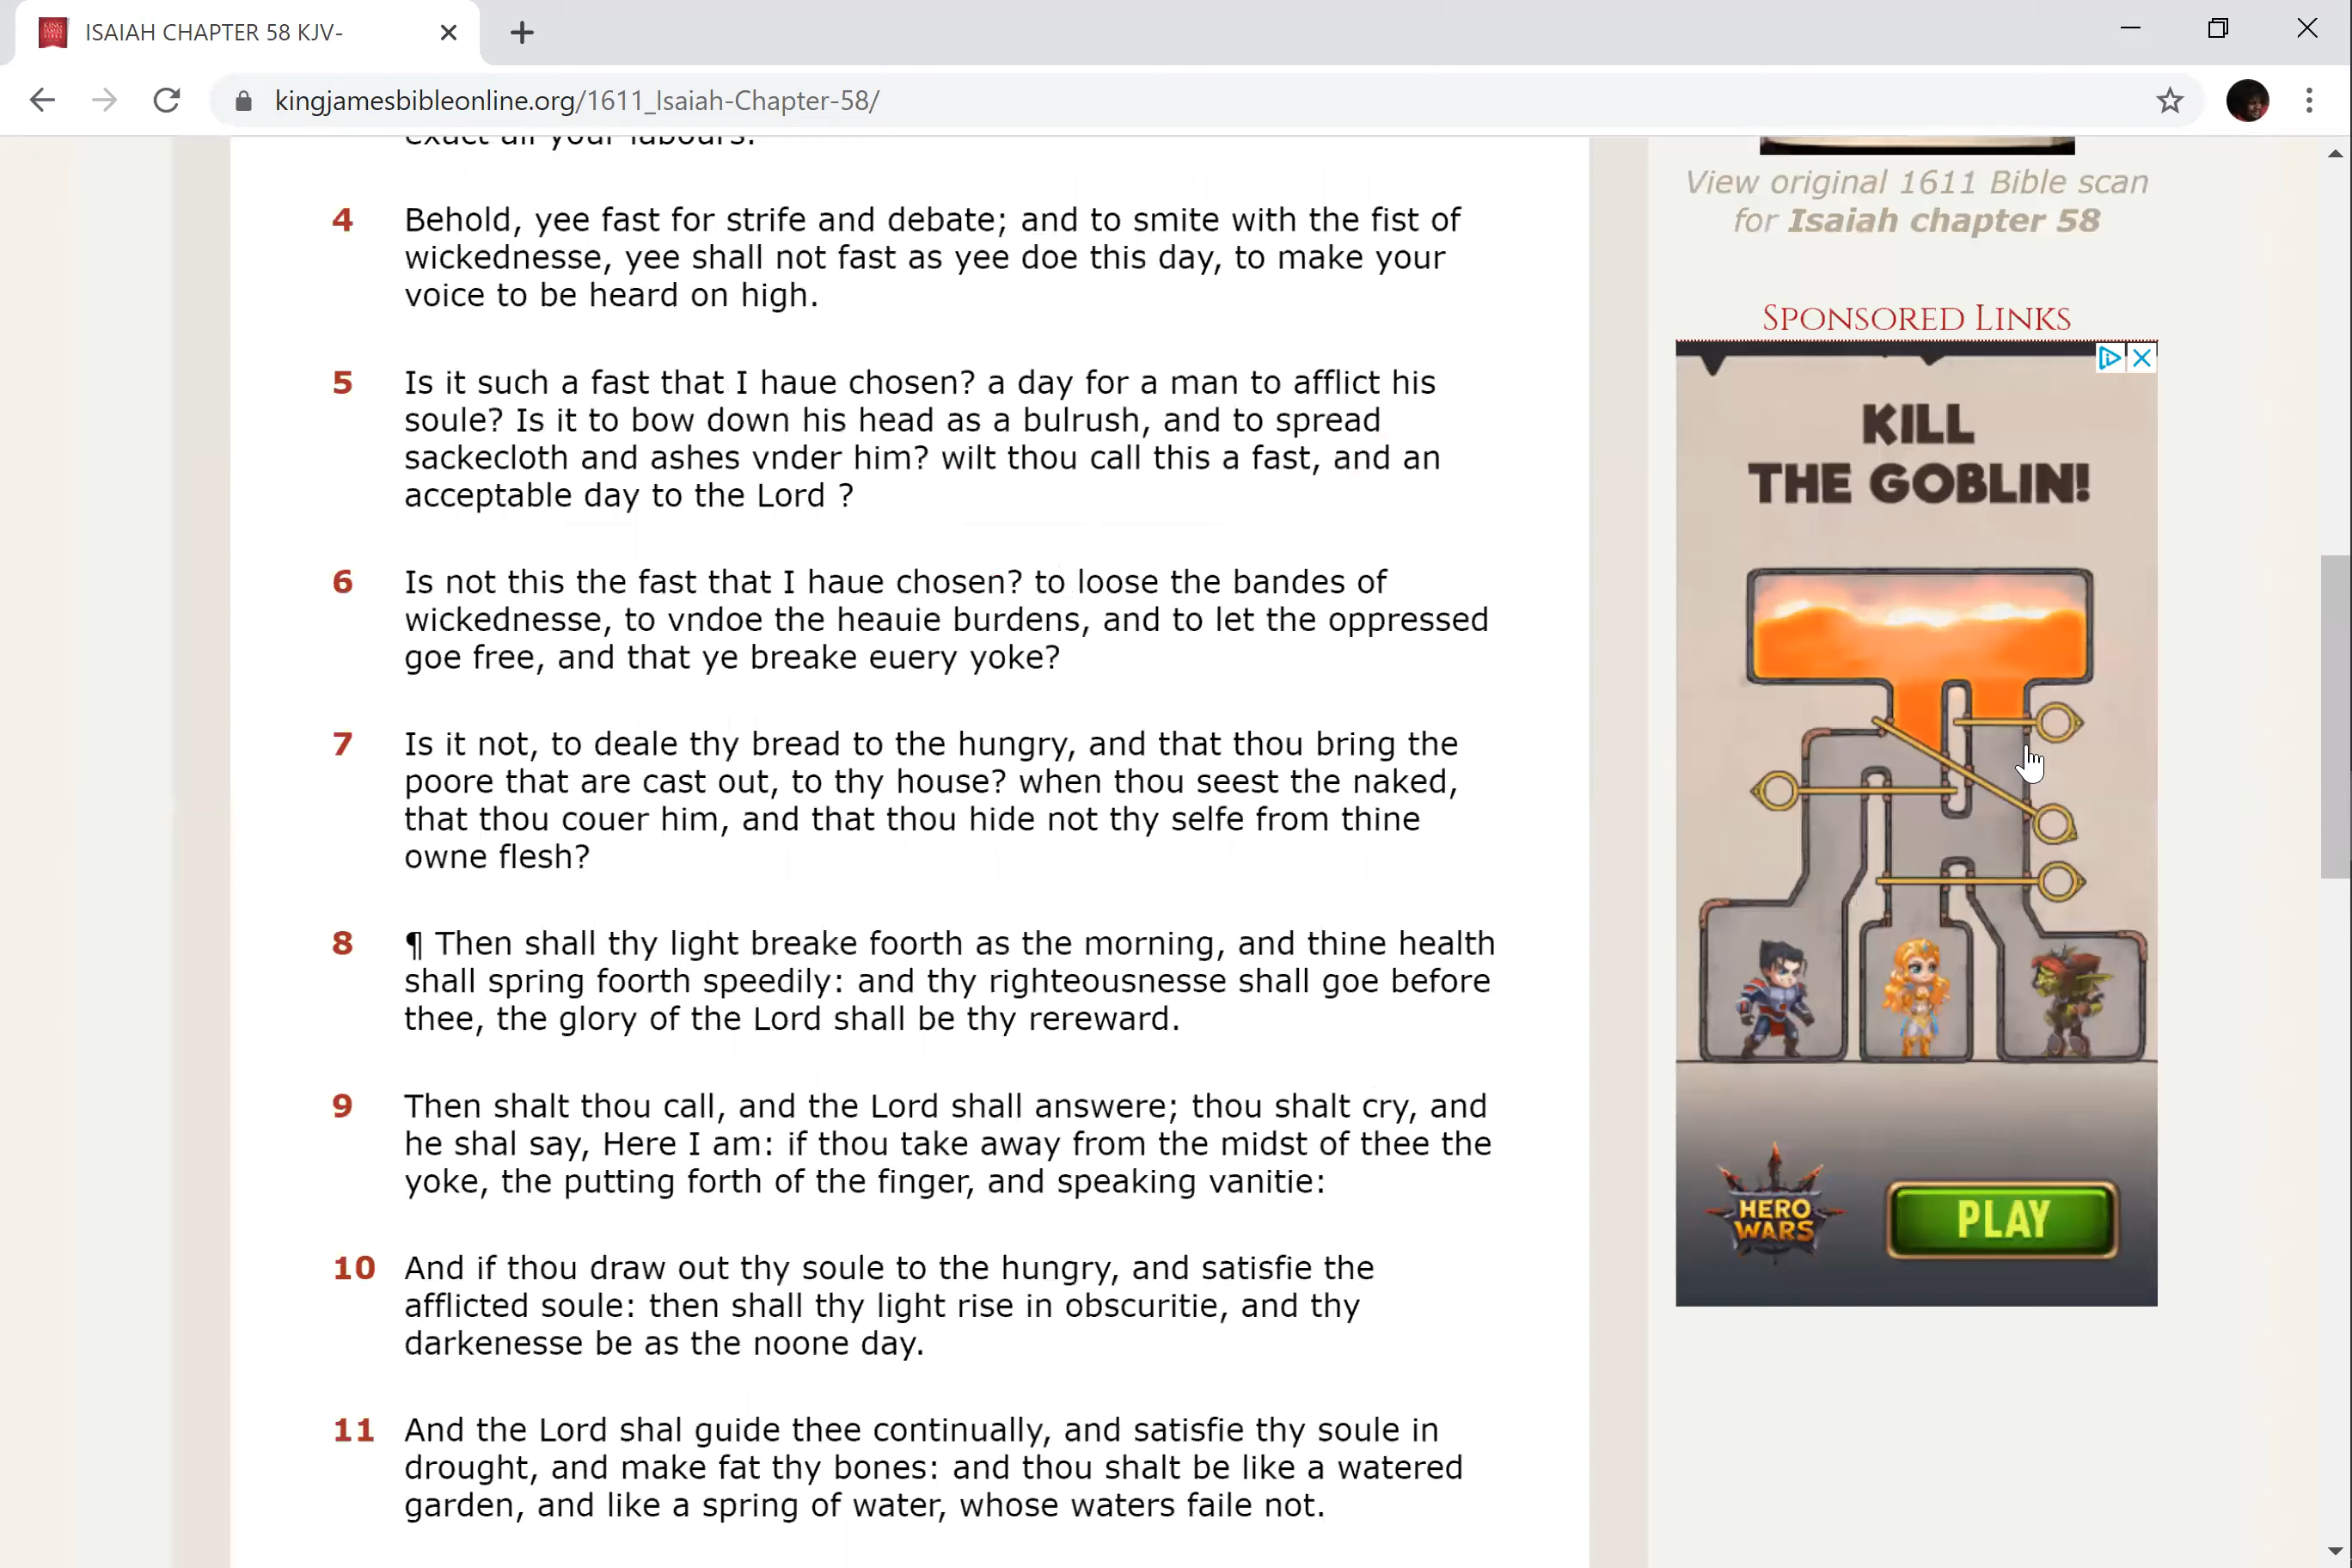 ISAIAH CHAPTER 58 KJV-
kingjamesbibleonline.org/1611_Isaiah-Chapter-58/
exact all your labours.
4 Behold, yee fast for strife and debate; and to smite with the fist of
wickednesse, yee shall not fast as yee doe this day, to make your
voice to be heard on high.
5 Is it such a fast that I haue chosen? a day for a man to afflict his
soule? Is it to bow down his head as a bulrush, and to spread
sackecloth and ashes vnder him? wilt thou call this a fast, and an
acceptable day to the Lord ?
6 Is not this the fast that I haue chosen? to loose the bandes of
wickednesse, to vndoe the heauie burdens, and to let the oppressed
goe free, and that ye breake euery yoke?
7 Is it not, to deale thy bread to the hungry, and that thou bring the
poore that are cast out, to thy house? when thou seest the naked,
that thou couer him, and that thou hide not thy selfe from thine
owne flesh?
8 ¶ Then shall thy light breake foorth as the morning, and thine health
shall spring foorth speedily: and thy righteousnesse shall goe before
thee, the glory of the Lord shall be thy rereward.
9 Then shalt thou call, and the Lord shall answere; thou shalt cry, and
he shal say, Here I am: if thou take away from the midst of thee the
yoke, the putting forth of the finger, and speaking vanitie:
10 And if thou draw out thy soule to the hungry, and satisfie the
afflicted soule: then shall thy light rise in obscuritie, and thy
darkenesse be as the noone day.
11 And the Lord shal guide thee continually, and satisfie thy soule in
drought, and make fat thy bones: and thou shalt be like a watered
garden, and like a spring of water, whose waters faile not.
View original 1611 Bible scan
for Isaiah chapter 58
SPONSORED LINKS
KILL
THE GOBLIN!
HERO
WARS
PLAY